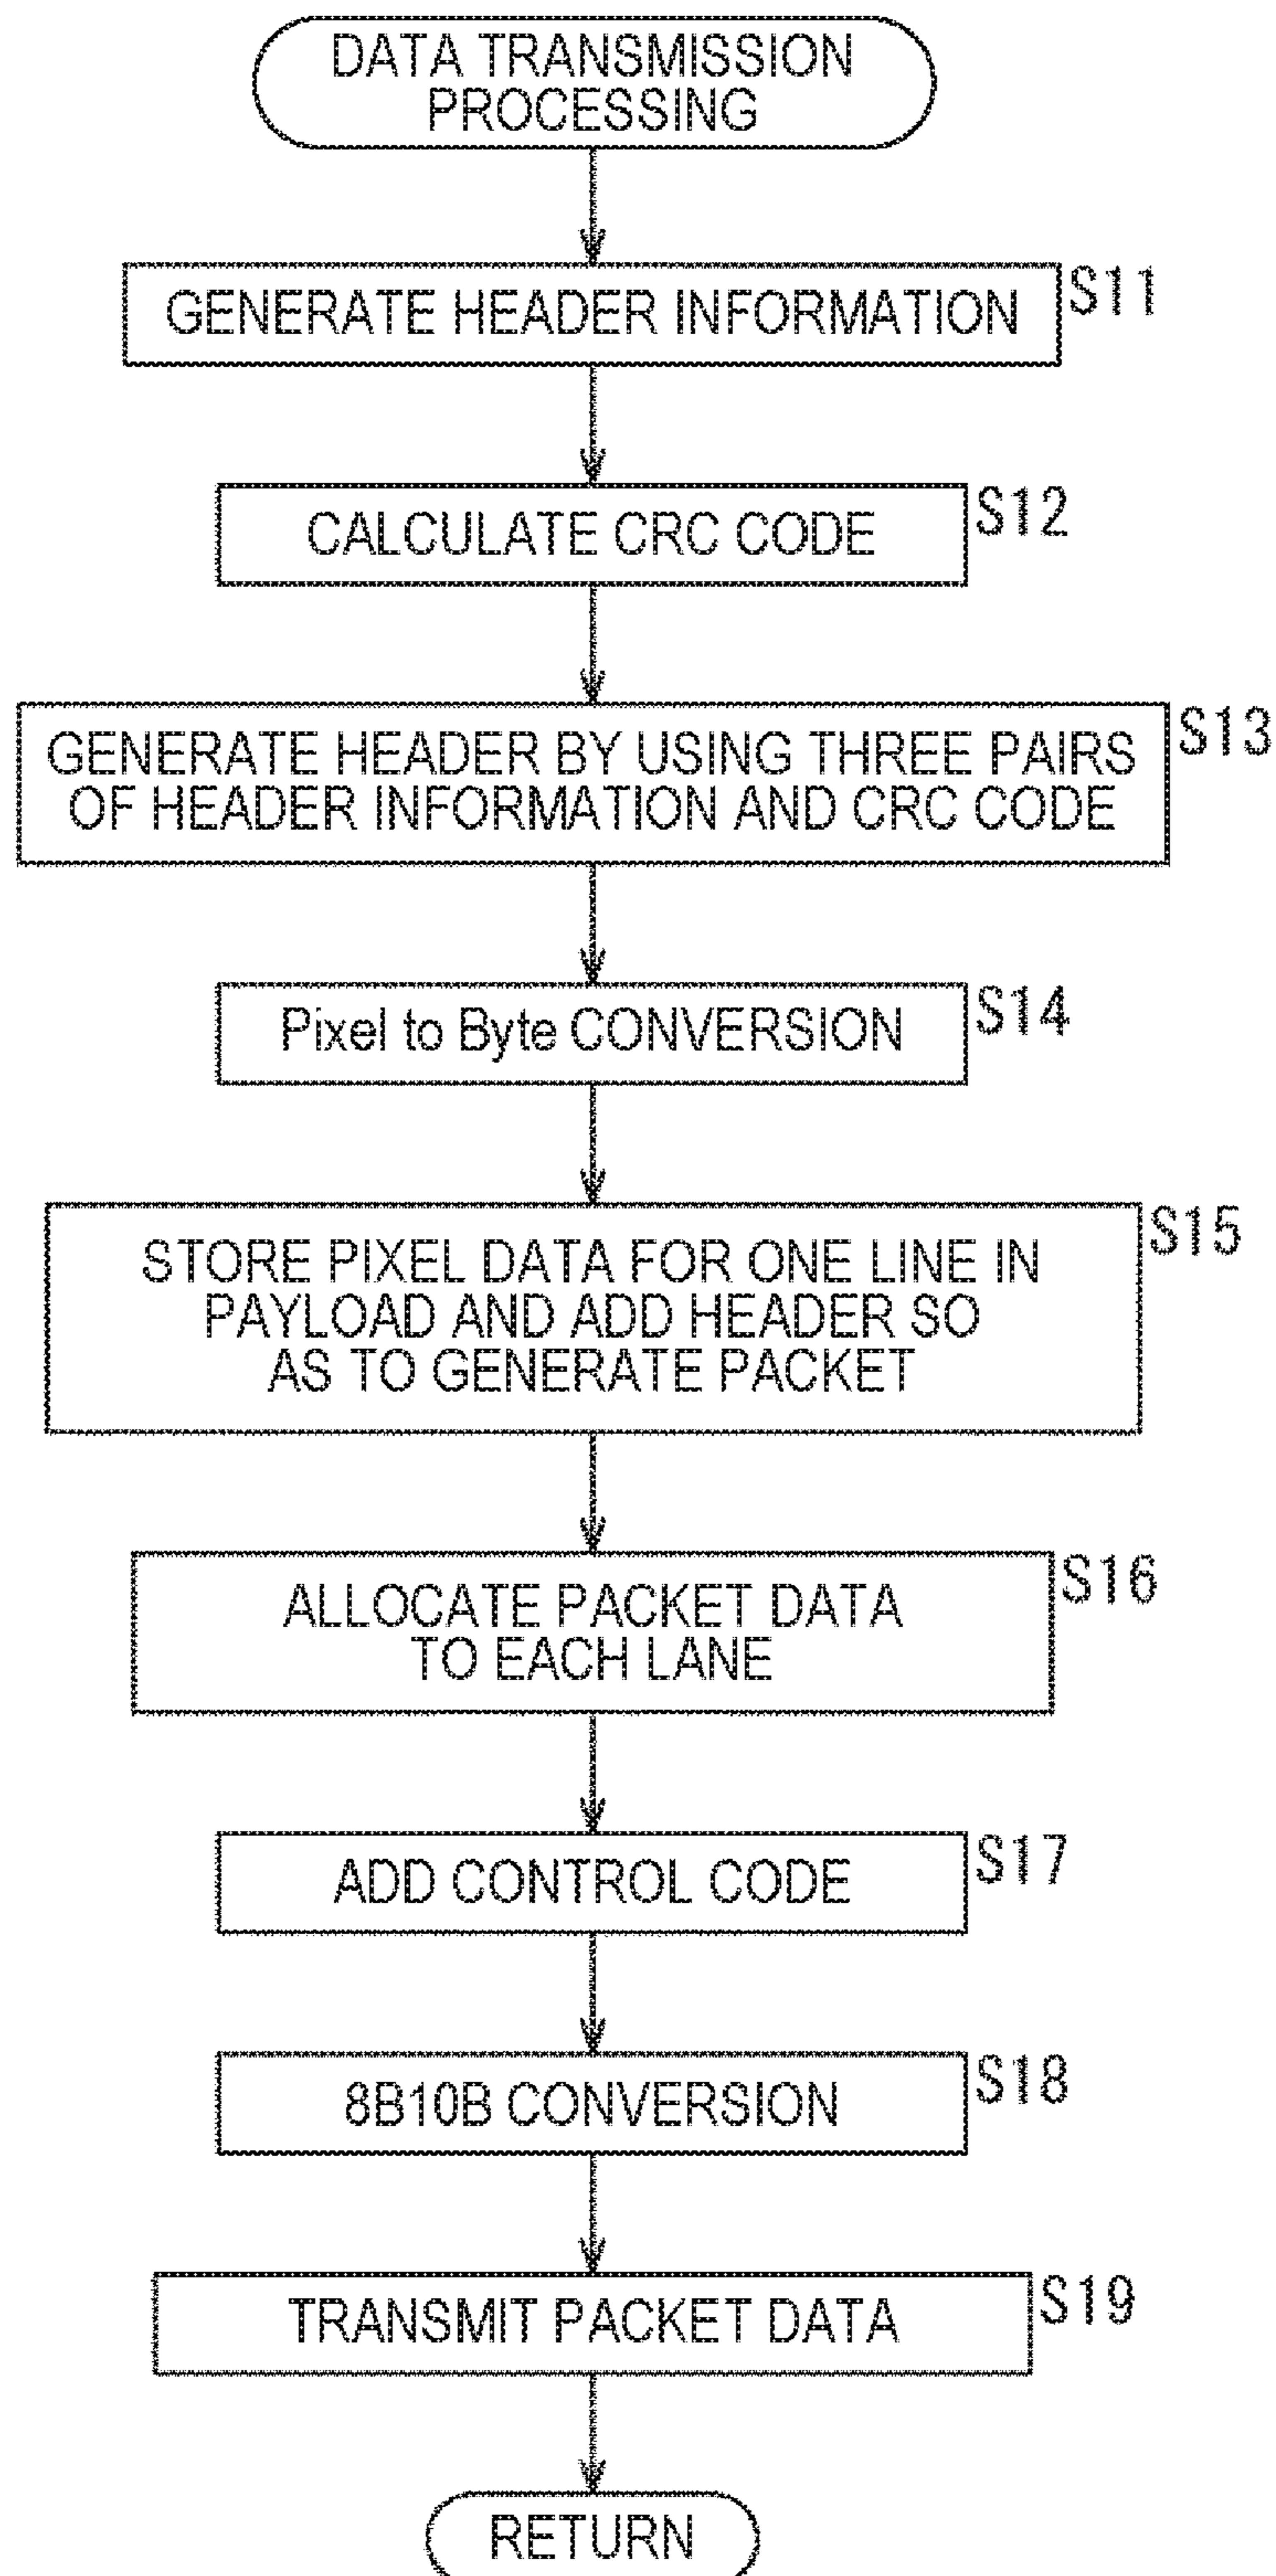 DATA TRANSMISSION
PROCESSING
GENERATE HEADER INFORMATION
S11
CALCULATE CRC CODE
S12
GENERATE HEADER BY USING THREE PAIRS
OF HEADER INFORMATION AND CRC CODE
S13
Pixel to Byte CONVERSION
S14
STORE PIXEL DATA FOR ONE LINE IN
PAYLOAD AND ADD HEADER SO
AS TO GENERATE PACKET
S15
ALLOCATE PACKET DATA
TO EACH LANE
S16
ADD CONTROL CODE
S17
8B10B CONVERSION
S18
TRANSMIT PACKET DATA
S19
RETURN